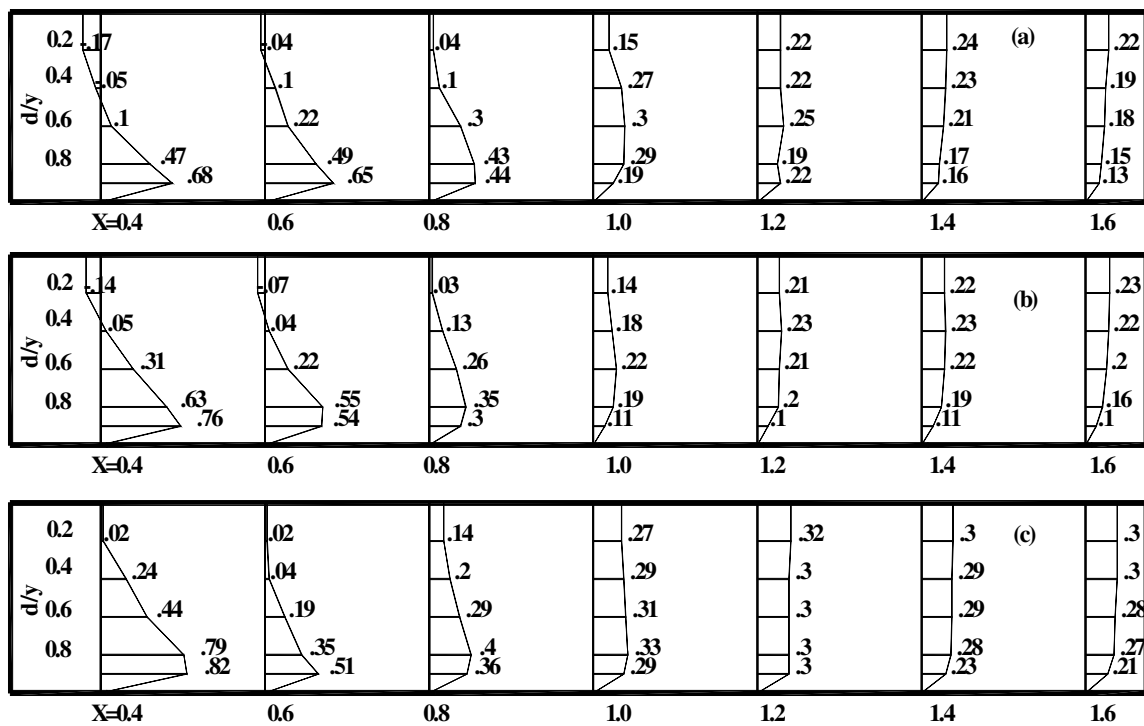 0.2 -.17 -.04 .04 .15 .22 .24 (a) .22
0.4 -.05 .1 .1 .27 .22 .23 .19
d/y
0.6 .1 .22 .3 .3 .25 .21 .18
0.8 .47 .49 .43 .29 .19 .17 .15
.68 .65 .44 .19 .22 .16 .13
X=0.4 0.6 0.8 1.0 1.2 1.4 1.6
0.2 -.14 -.07 .03 .14 .21 .22 (b) .23
0.4 .05 .04 .13 .18 .23 .23 .22
d/y
0.6 .31 .22 .26 .22 .21 .22 .2
0.8 .63 .55 .35 .19 .2 .19 .16
.76 .54 .3 .11 .1 .11 .1
X=0.4 0.6 0.8 1.0 1.2 1.4 1.6
0.2 .02 .02 .14 .27 .32 .3 (c) .3
0.4 .24 .04 .2 .29 .3 .29 .3
d/y
0.6 .44 .19 .29 .31 .3 .29 .28
0.8 .79 .35 .4 .33 .3 .28 .27
.82 .51 .36 .29 .3 .23 .21
X=0.4 0.6 0.8 1.0 1.2 1.4 1.6